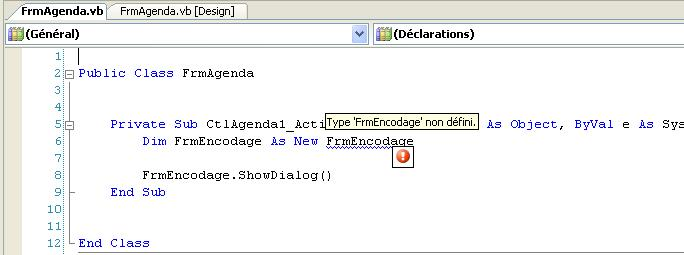 FrmAgenda.vb FrmAgenda.vb [Design]
(Général) (Déclarations)
1
2 Public Class FrmAgenda
3
4
5 Private Sub CtlAgenda1_Acti Type 'FrmEncodage' non défini. As Object, ByVal e As Sys
6 Dim FrmEncodage As New FrmEncodage
7
8 FrmEncodage.ShowDialog()
9 End Sub
10
11
12 End Class